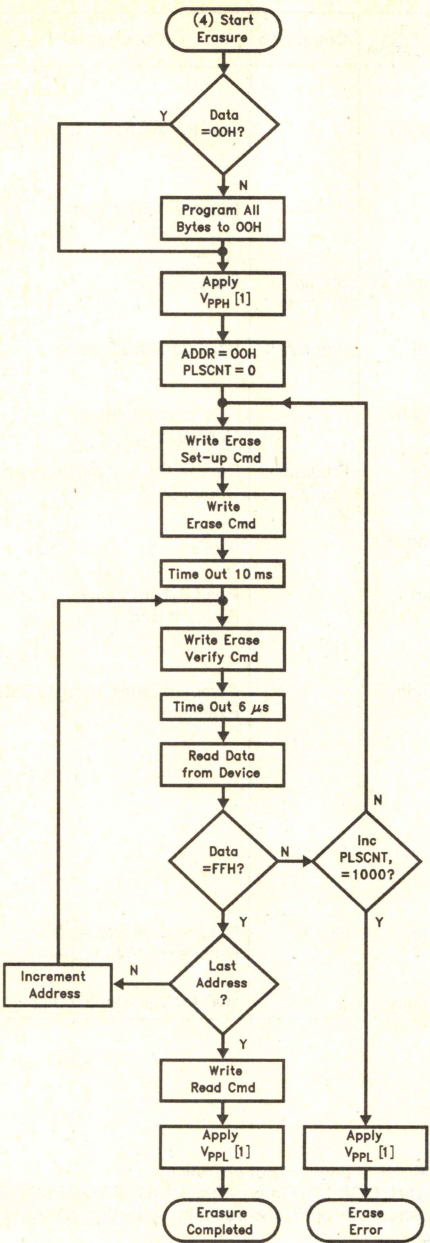 (4) Start
Erasure
Y
Data
=00H?
N
Program All
Bytes to 00H
Apply
VPPH [1]
ADDR = 00H
PLSCNT = 0
Write Erase
Set-up Cmd
Write
Erase Cmd
Time Out 10 ms
Write Erase
Verify Cmd
Time Out 6 μs
Read Data
from Device
N
Data
=FFH?
N
Inc
PLSCNT,
=1000?
Y
Y
Increment
Address
N
Last
Address
?
Y
Write
Read Cmd
Apply
VPPL [1]
Apply
VPPL [1]
Erasure
Completed
Erase
Error